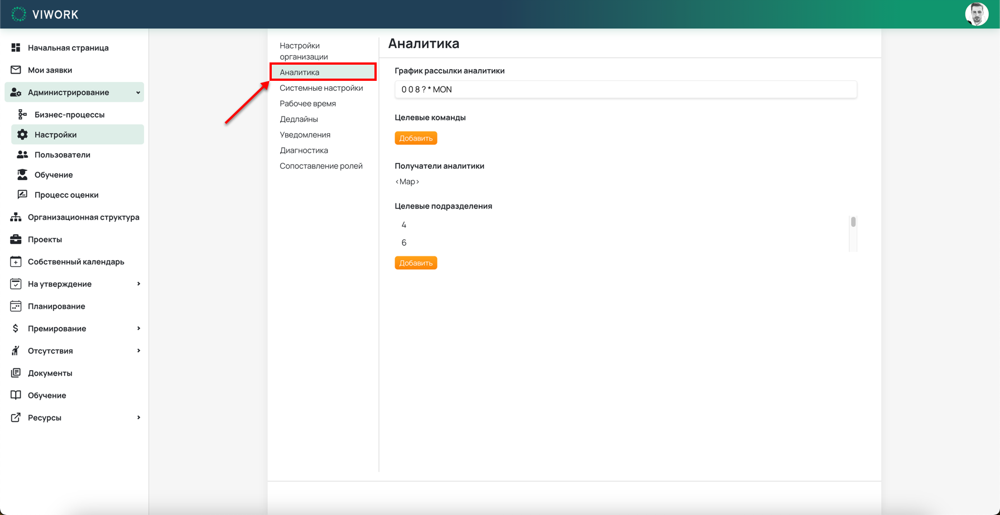 VIWORK
Начальная страница
Мои заявки
Администрирование
Бизнес-процессы
Настройки
Пользователи
Обучение
Процесс оценки
Организационная структура
Проекты
Собственный календарь
На утверждение
Планирование
Премирование
Отсутствия
Документы
Обучение
Ресурсы
Настройки
организации
Аналитика
Системные настройки
Рабочее время
Дедлайны
Уведомления
Диагностика
Сопоставление ролей
Аналитика
График рассылки аналитики
0 0 8 ? * MON
Целевые команды
Добавить
Получатели аналитики
<Map>
Целевые подразделения
4
6
Добавить